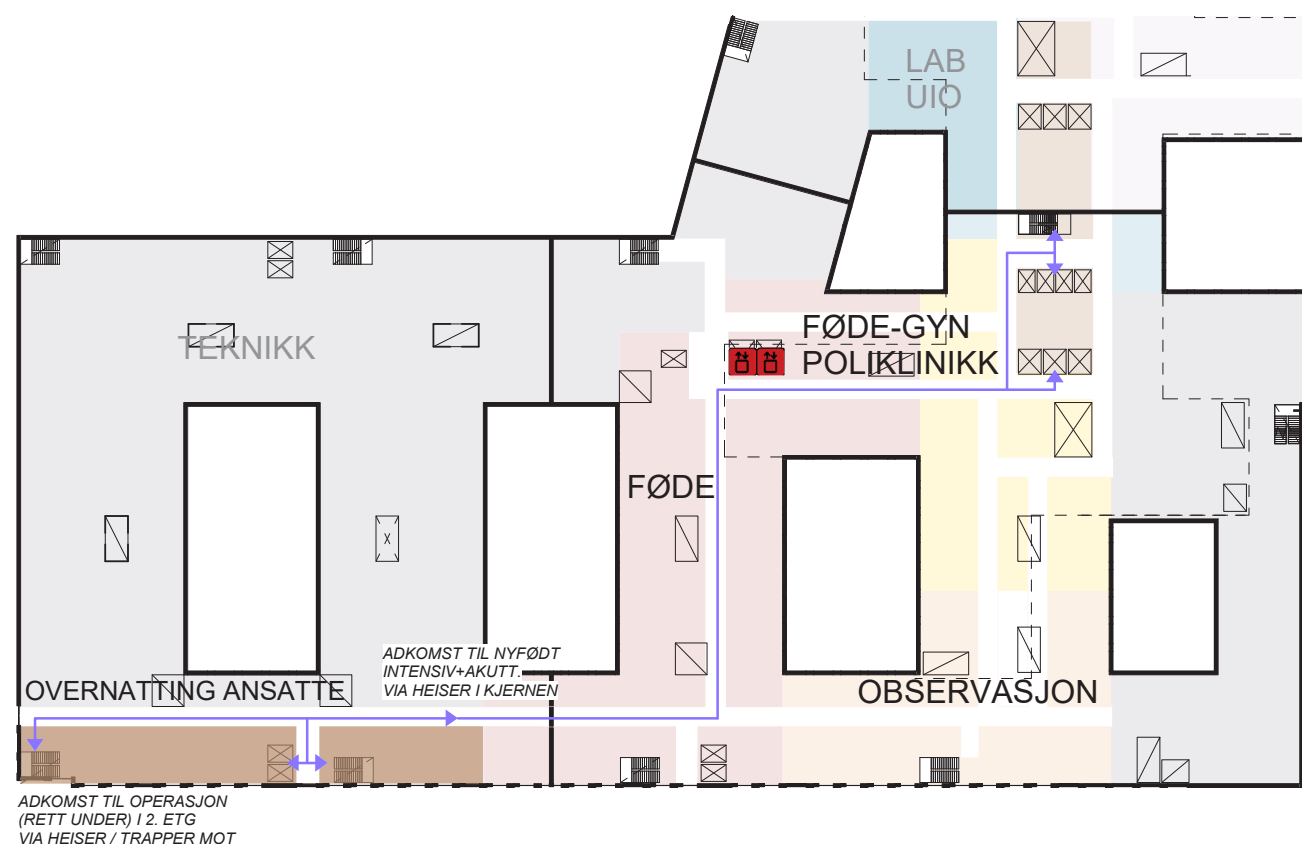 LAB
UIO
FØDE-GYN
POLIKLINIKK
TEKNIKK
FØDE
ADKOMST TIL NYFØDT
INTENSIV+AKUTT.
VIA HEISER I KJERNEN
OVERNATTING ANSATTE
OBSERVASJON
ADKOMST TIL OPERASJON
(RETT UNDER) I 2. ETG
VIA HEISER / TRAPPER MOT